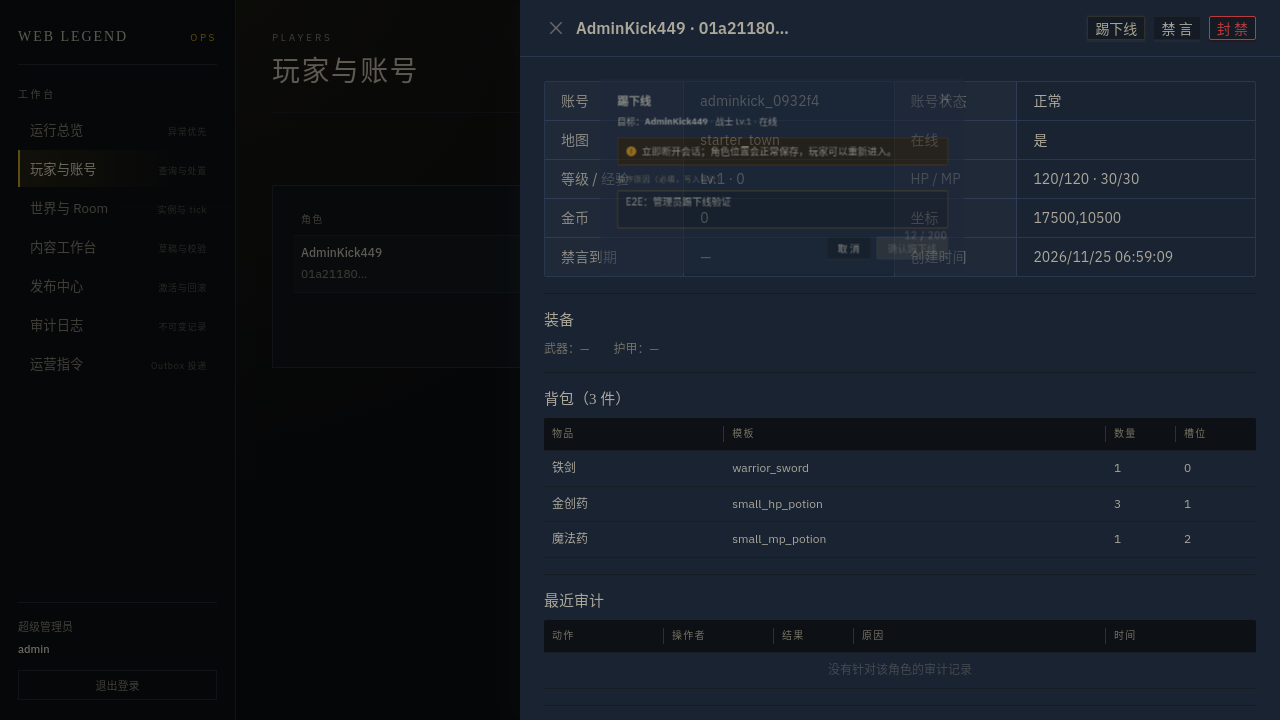 WEB LEGEND OPS
工作台
运行总览 异常优先
玩家与账号 查询与处置
世界与 Room 实例与 tick
内容工作台 草稿与校验
发布中心 激活与回滚
审计日志 不可变记录
运营指令 Outbox 投递
超级管理员
admin
退出登录
PLAYERS
玩家与账号
角色
AdminKick449
01a21180...
AdminKick449 · 01a21180... 踢下线 禁 言 封 禁
账号 adminkick_0932f4 账号状态 正常
地图 starter_town 在线 是
等级 / 经验 Lv.1 · 0 HP / MP 120/120 · 30/30
金币 0 坐标 17500,10500
禁言到期 — 创建时间 2026/11/25 06:59:09
踢下线
目标：AdminKick449 · 战士 Lv.1 · 在线
立即断开会话；角色位置会正常保存，玩家可以重新进入。
E2E：管理员踢下线验证
12 / 200
取 消 确认踢下线
装备
武器：— 护甲：—
背包（3 件）
物品 模板 数量 槽位
铁剑 warrior_sword 1 0
金创药 small_hp_potion 3 1
魔法药 small_mp_potion 1 2
最近审计
动作 操作者 结果 原因 时间
没有针对该角色的审计记录